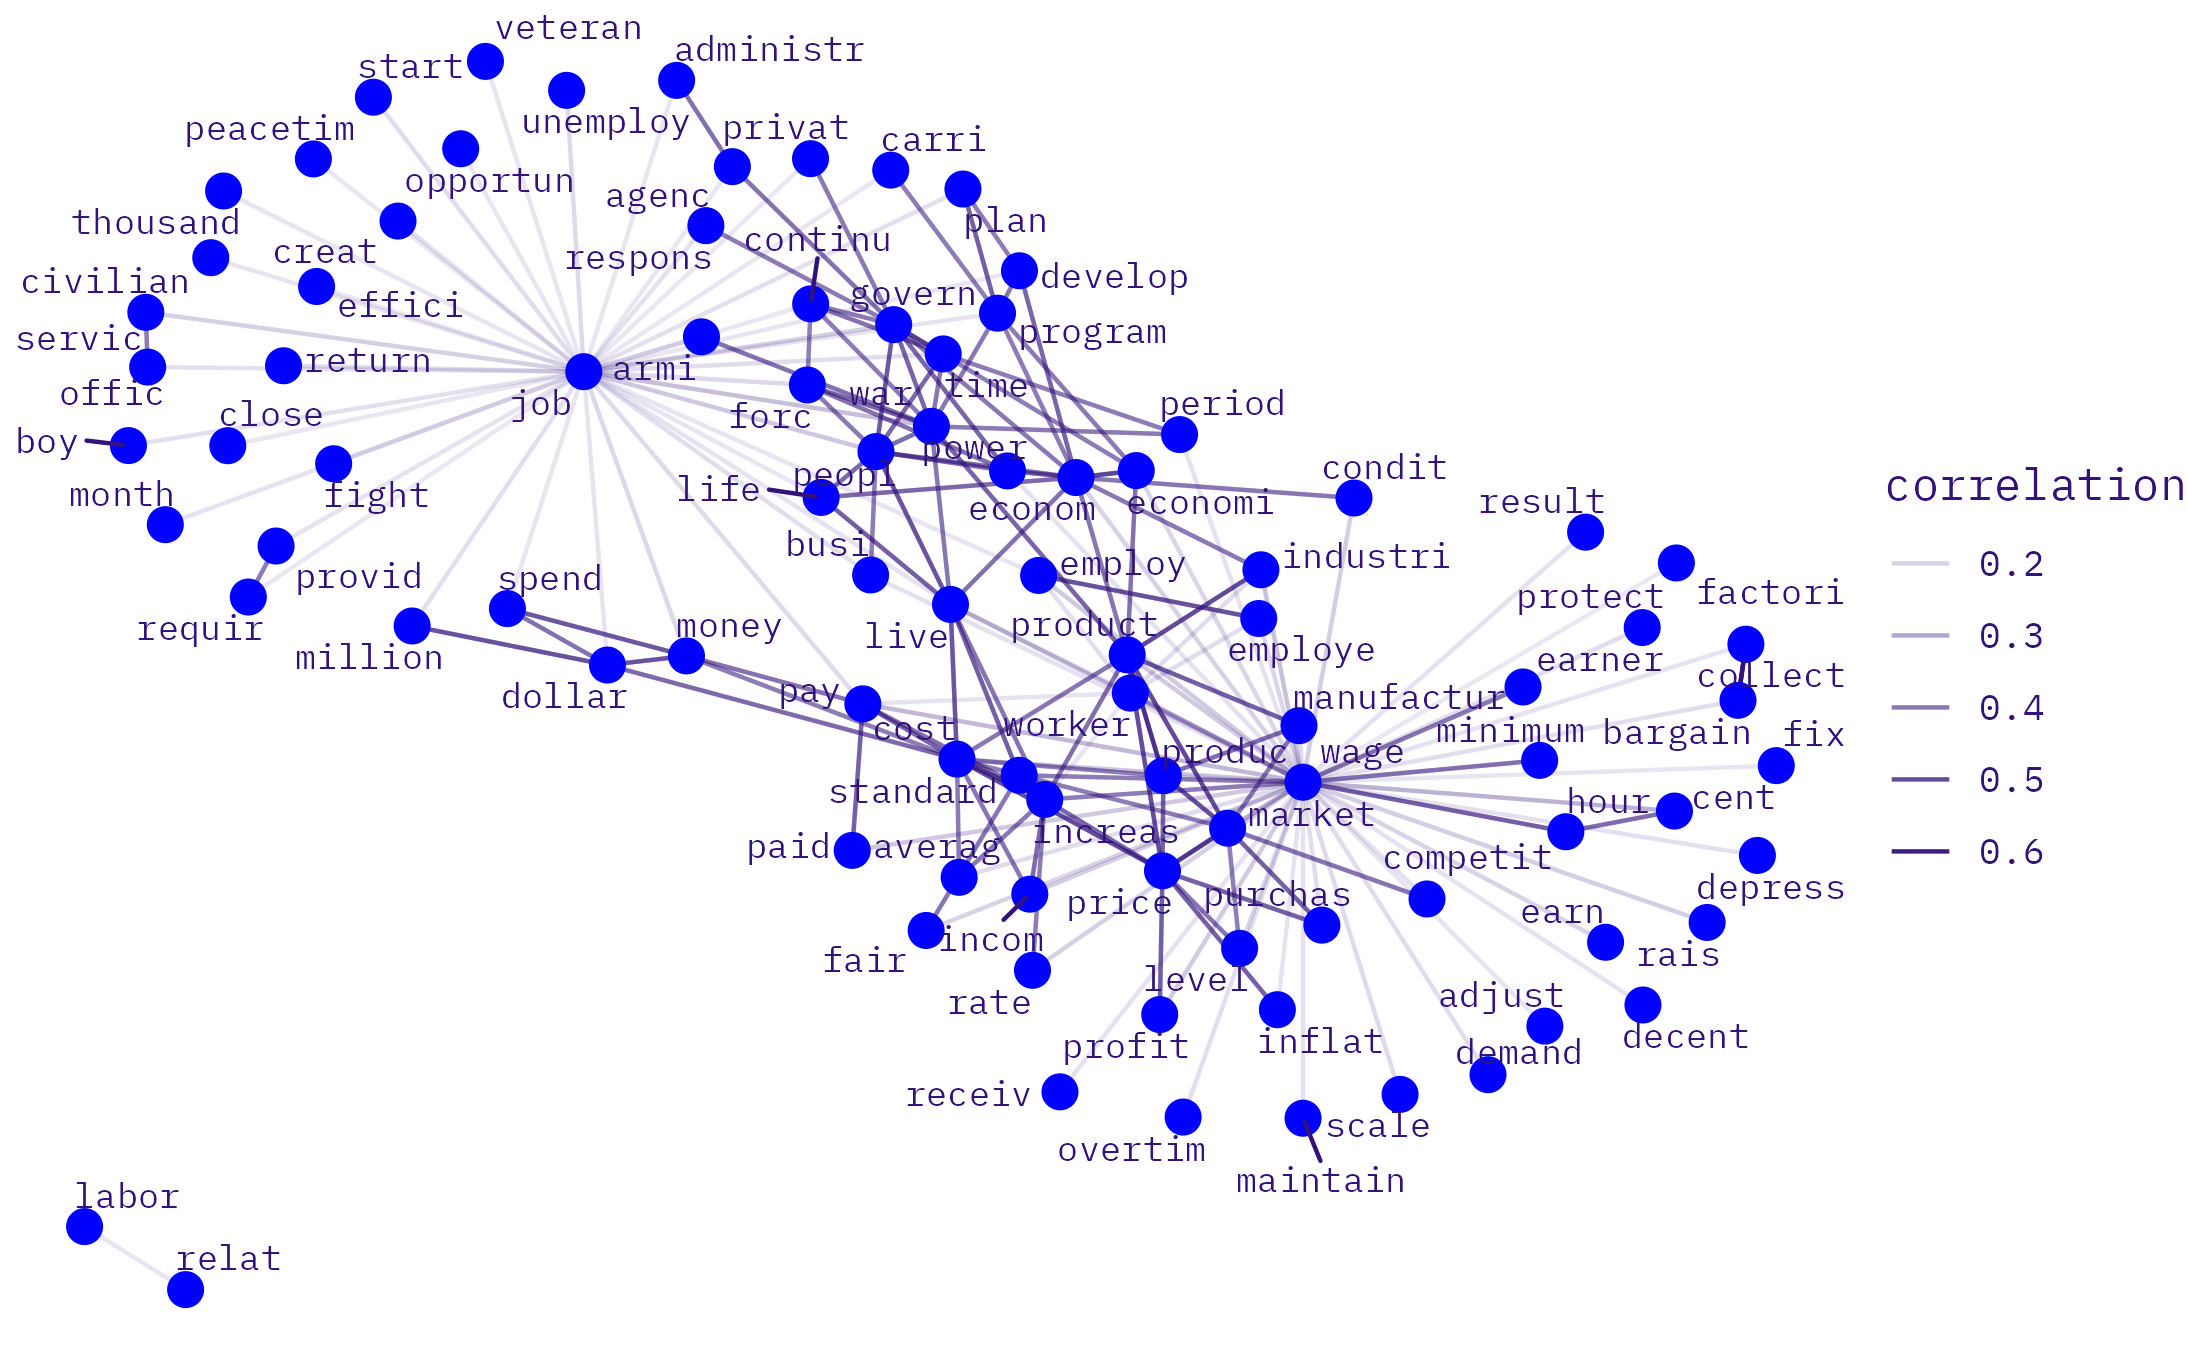 veteran
start
administr
unemploy
privat
peacetim
carri
opportun
agenc
thousand
plan
creat
respons
continu
civilian
develop
effici
govern
servic
program
return
armi
time
offic
war
close
job
forc
period
boy
power
life
peopl
condit
month
fight
econom
economi
result
busi
employ
industri
provid
spend
protect
factori
requir
money
live
product
million
employe
earner
collect
dollar
pay
manufactur
cost
worker
minimum
bargain
fix
produc
wage
standard
hour
cent
market
increas
paid
averag
competit
depress
price
purchas
earn
fair
incom
rais
rate
level
adjust
profit
inflat
demand
decent
receiv
overtim
scale
maintain
labor
relat
correlation
0.2
0.3
0.4
0.5
0.6